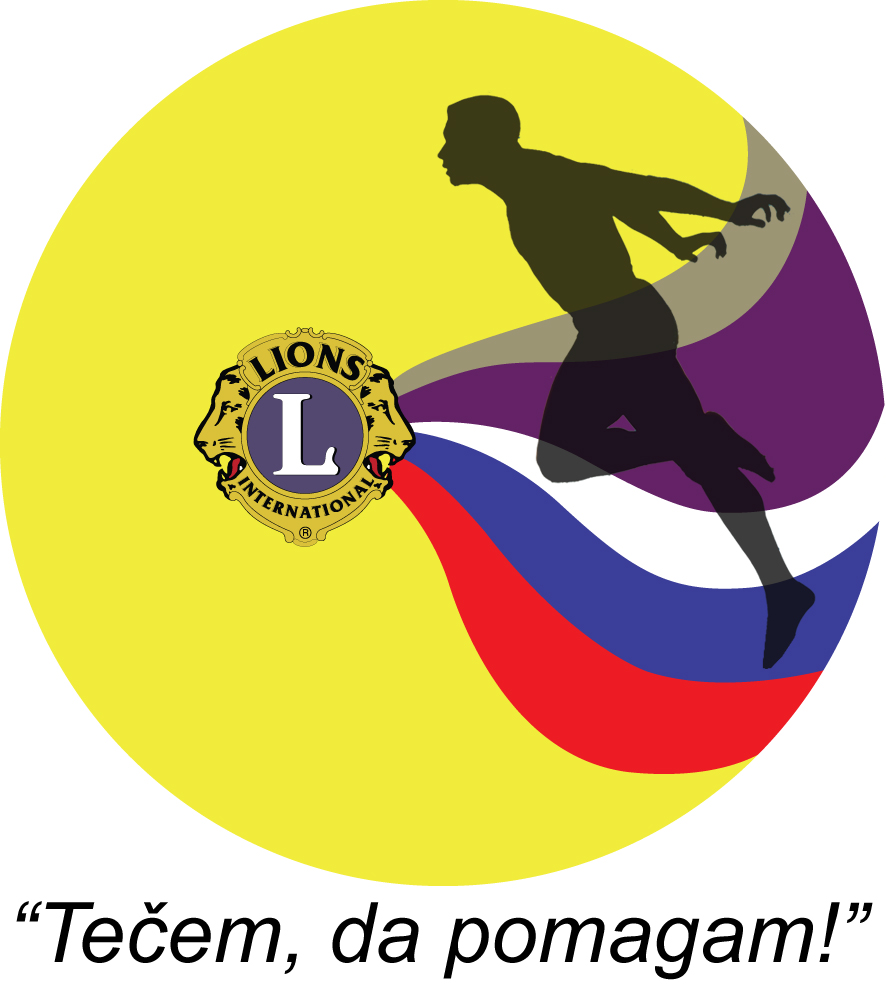 LIONS
L
INTERNATIONAL
®
“Tečem, da pomagam!”